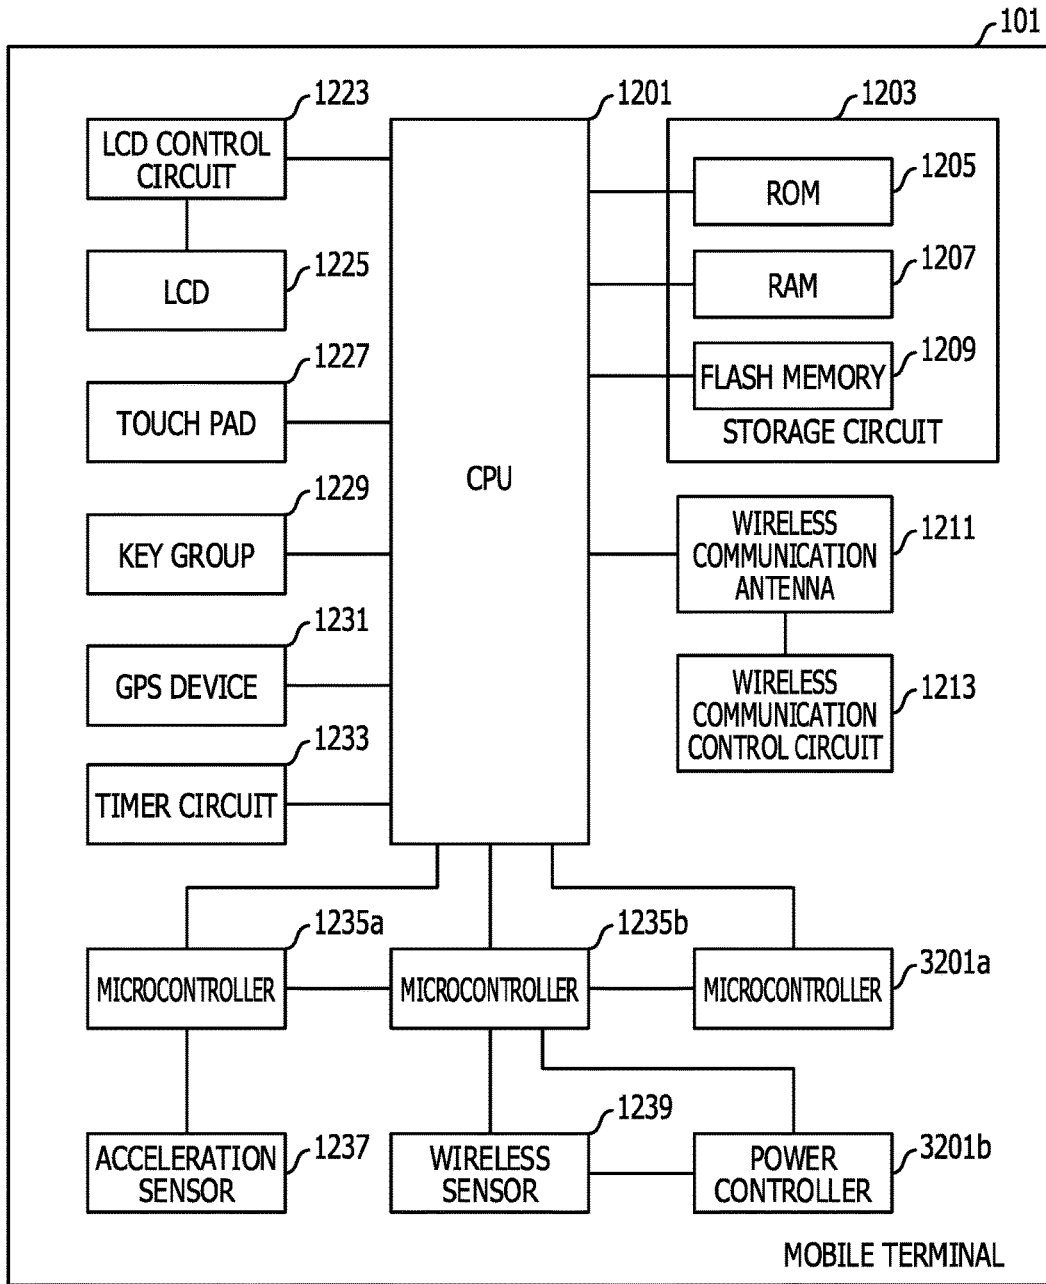 101
1223
LCD CONTROL
CIRCUIT
1225
LCD
1227
TOUCH PAD
1229
KEY GROUP
1231
GPS DEVICE
1233
TIMER CIRCUIT
1201
CPU
1203
1205
ROM
1207
RAM
1209
FLASH MEMORY
STORAGE CIRCUIT
1211
WIRELESS
COMMUNICATION
ANTENNA
1213
WIRELESS
COMMUNICATION
CONTROL CIRCUIT
1235a
MICROCONTROLLER
1235b
MICROCONTROLLER
3201a
MICROCONTROLLER
1237
ACCELERATION
SENSOR
1239
WIRELESS
SENSOR
3201b
POWER
CONTROLLER
MOBILE TERMINAL